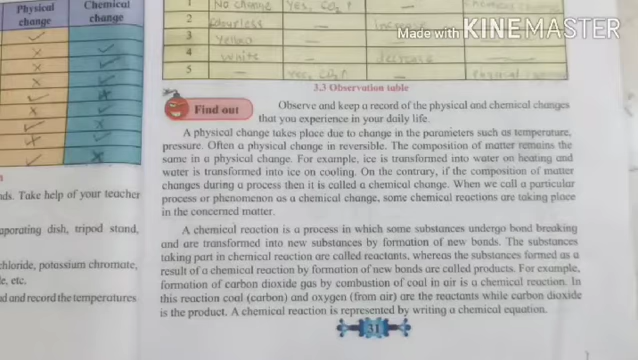 Made with KINEMASTER
Physical change
Chemical change
1 No change Yes, CO2↑ —
2 Colourless — increase
3 Yellow —
4 White — decrease
5 — Yes, CO2↑ — Physical change
3.3 Observation table
Find out
Observe and keep a record of the physical and chemical changes
that you experience in your daily life.
A physical change takes place due to change in the parameters such as temperature,
pressure. Often a physical change in reversible. The composition of matter remains the
same in a physical change. For example, ice is transformed into water on heating and
water is transformed into ice on cooling. On the contrary, if the composition of matter
changes during a process then it is called a chemical change. When we call a particular
process or phenomenon as a chemical change, some chemical reactions are taking place
in the concerned matter.
A chemical reaction is a process in which some substances undergo bond breaking
and are transformed into new substances by formation of new bonds. The substances
taking part in chemical reaction are called reactants, whereas the substances formed as a
result of a chemical reaction by formation of new bonds are called products. For example,
formation of carbon dioxide gas by combustion of coal in air is a chemical reaction. In
this reaction coal (carbon) and oxygen (from air) are the reactants while carbon dioxide
is the product. A chemical reaction is represented by writing a chemical equation.
31
nds. Take help of your teacher
aporating dish, tripod stand,
chloride, potassium chromate,
le, etc.
nd and record the temperatures